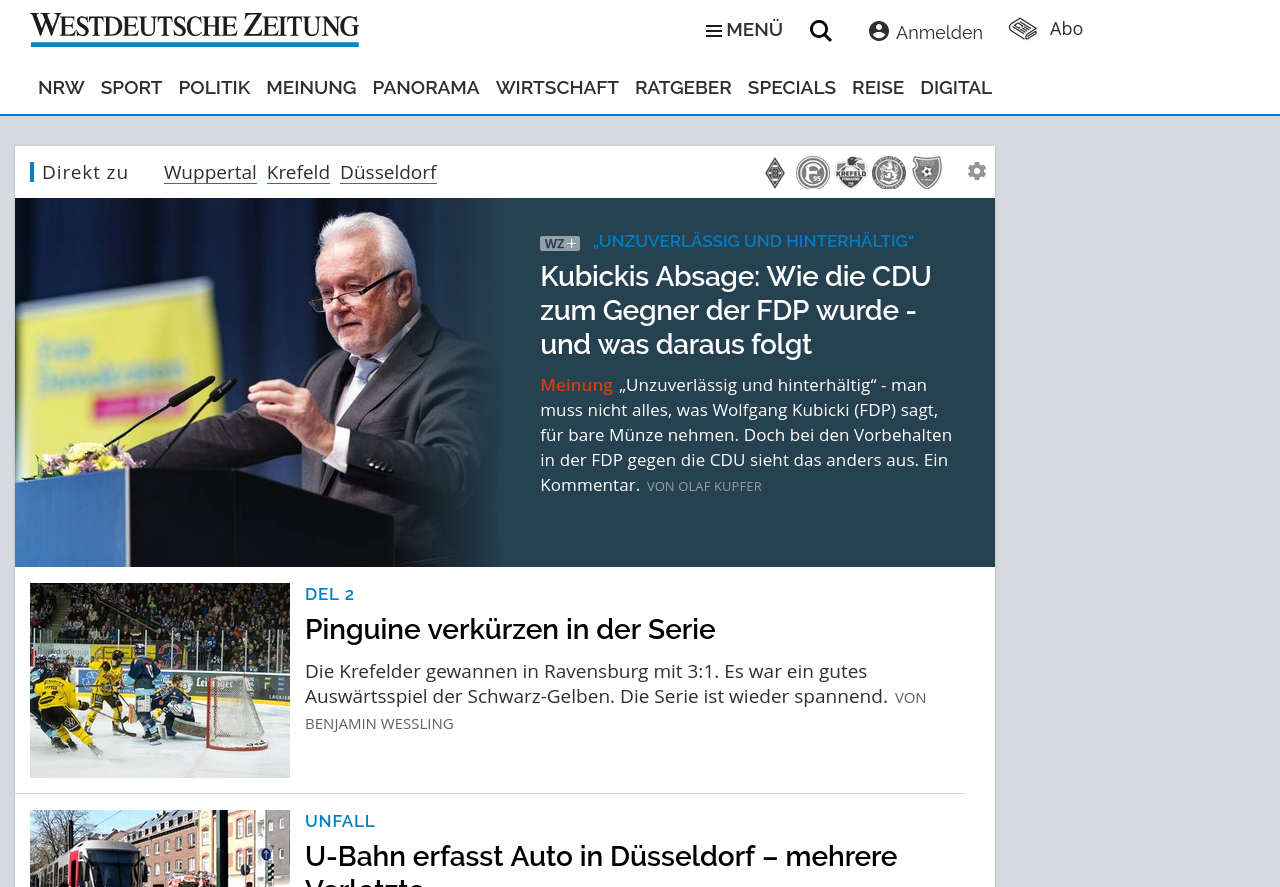 WESTDEUTSCHE ZEITUNG
MENÜ
Anmelden
Abo
NRW SPORT POLITIK MEINUNG PANORAMA WIRTSCHAFT RATGEBER SPECIALS REISE DIGITAL
Direkt zu Wuppertal Krefeld Düsseldorf
WZ+ „UNZUVERLÄSSIG UND HINTERHÄLTIG“
Kubickis Absage: Wie die CDU
zum Gegner der FDP wurde -
und was daraus folgt
Meinung „Unzuverlässig und hinterhältig“ - man
muss nicht alles, was Wolfgang Kubicki (FDP) sagt,
für bare Münze nehmen. Doch bei den Vorbehalten
in der FDP gegen die CDU sieht das anders aus. Ein
Kommentar. VON OLAF KUPFER
DEL 2
Pinguine verkürzen in der Serie
Die Krefelder gewannen in Ravensburg mit 3:1. Es war ein gutes
Auswärtsspiel der Schwarz-Gelben. Die Serie ist wieder spannend. VON
BENJAMIN WESSLING
UNFALL
U-Bahn erfasst Auto in Düsseldorf – mehrere
Verletzte